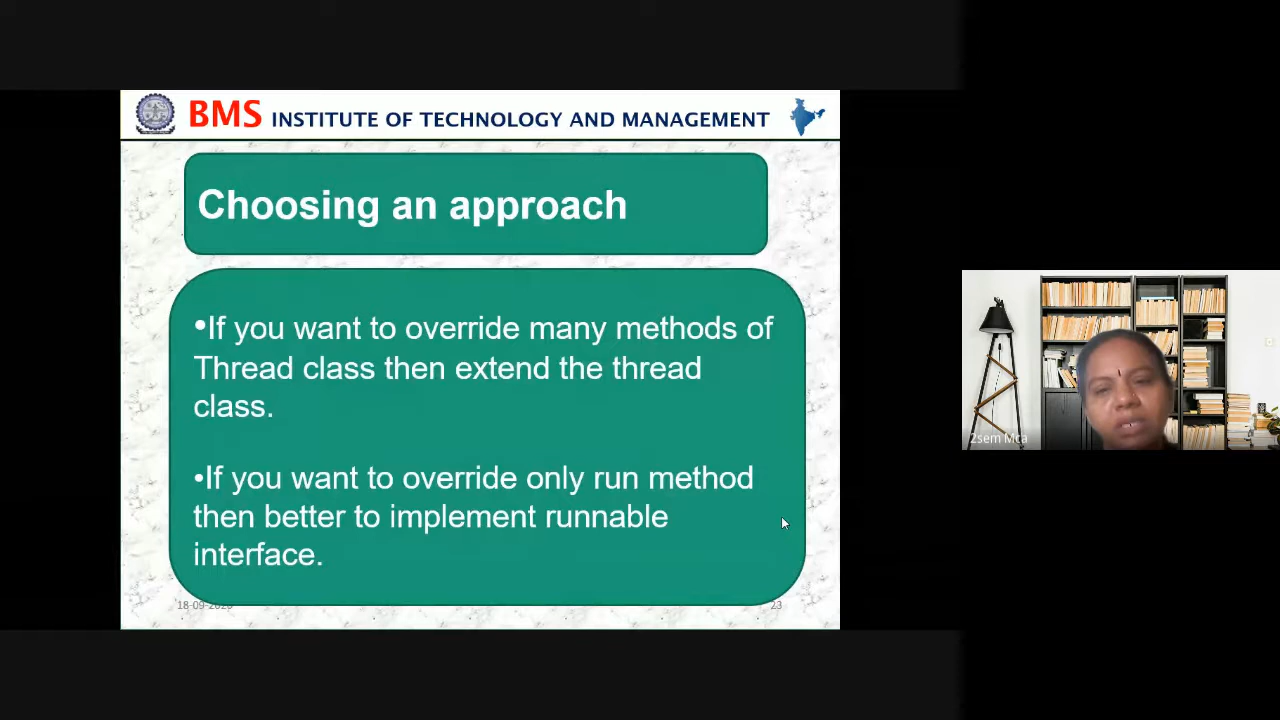 BMS INSTITUTE OF TECHNOLOGY AND MANAGEMENT
Choosing an approach
•If you want to override many methods of
Thread class then extend the thread
class.
•If you want to override only run method
then better to implement runnable
interface.
23
2sem Mca